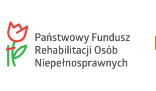 Państwowy Fundusz
Rehabilitacji Osób
Niepełnosprawnych